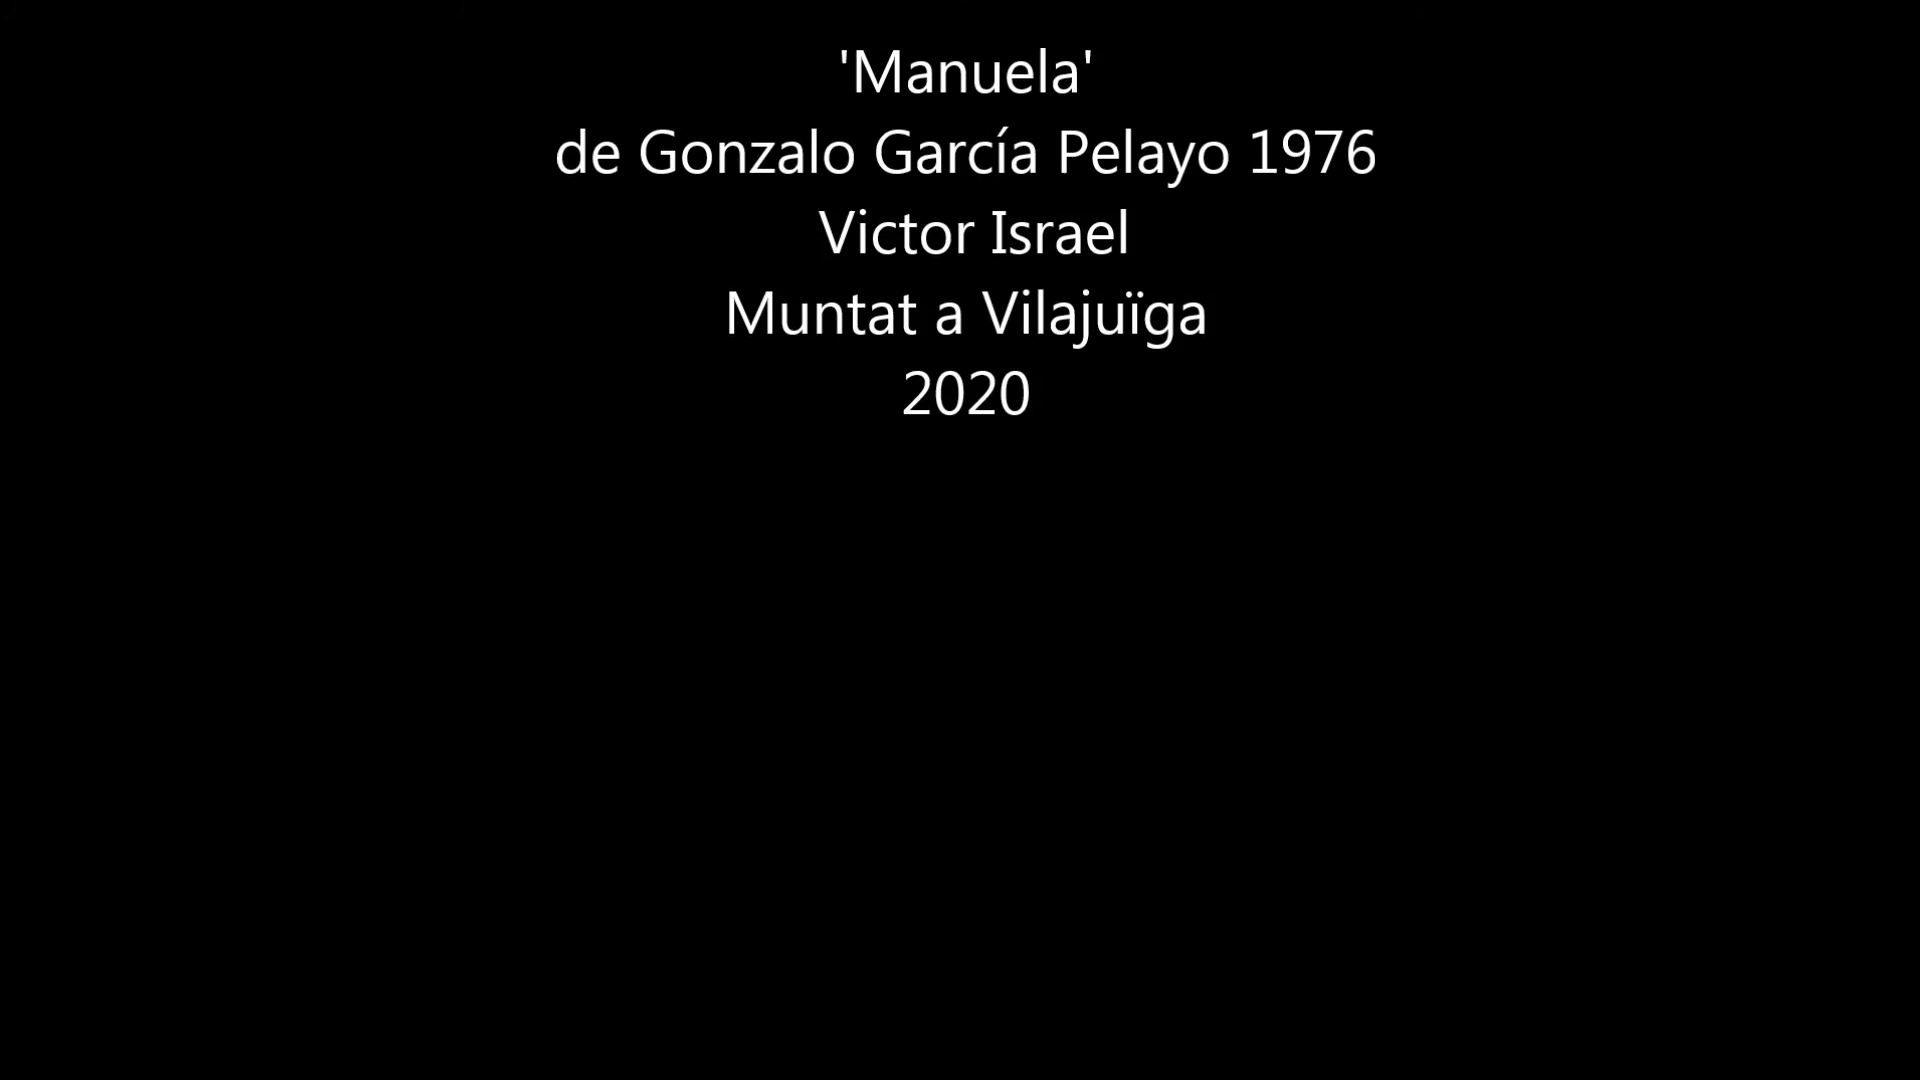 'Manuela'
de Gonzalo García Pelayo 1976
Victor Israel
Muntat a Vilajuïga
2020